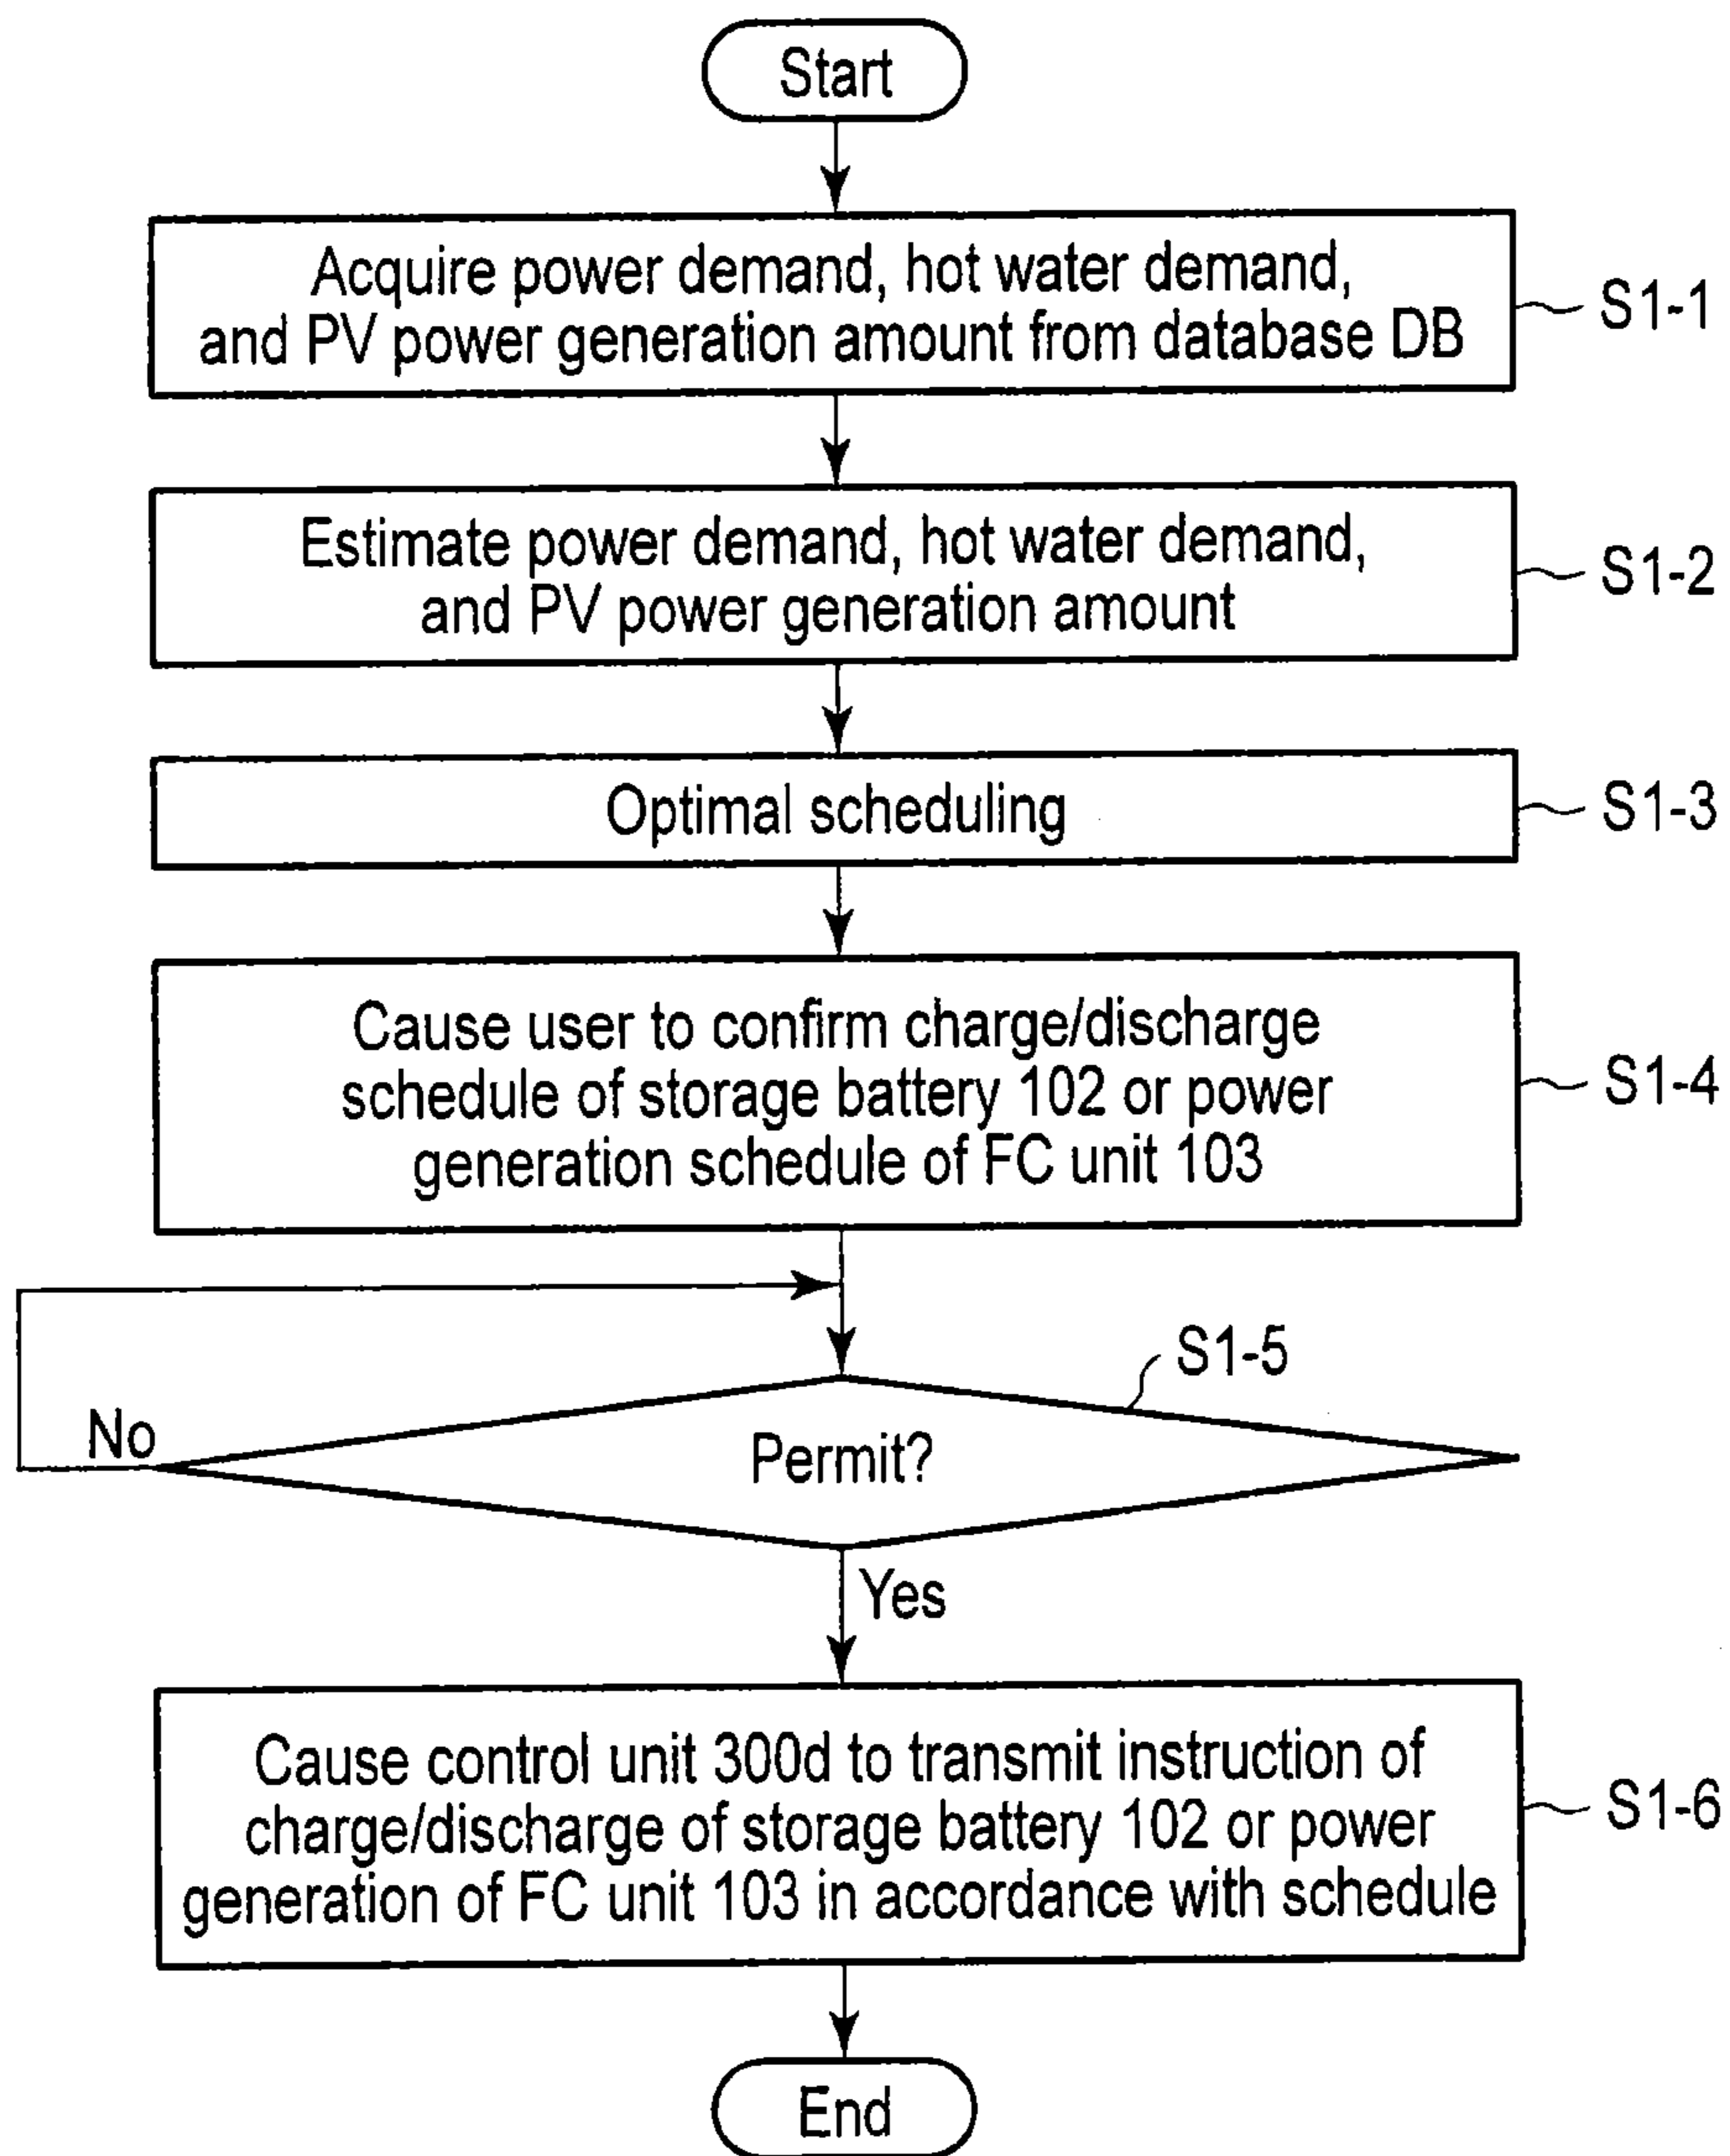 Start
Acquire power demand, hot water demand,
and PV power generation amount from database DB
S1-1
Estimate power demand, hot water demand,
and PV power generation amount
S1-2
Optimal scheduling
S1-3
Cause user to confirm charge/discharge
schedule of storage battery 102 or power
generation schedule of FC unit 103
S1-4
S1-5
No
Permit?
Yes
Cause control unit 300d to transmit instruction of
charge/discharge of storage battery 102 or power
generation of FC unit 103 in accordance with schedule
S1-6
End